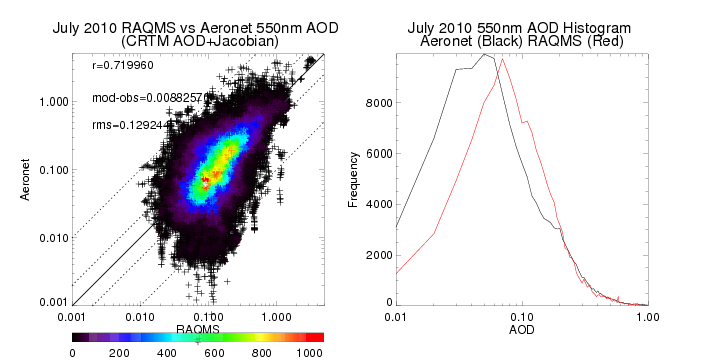 July 2010 RAQMS vs Aeronet 550nm AOD
(CRTM AOD+Jacobian)
r=0.719960
mod-obs=0.0088257
rms=0.129244
Aeronet
1.000
0.100
0.010
0.001
0.001 0.010 0.100 1.000
RAQMS
0 200 400 600 800 1000
July 2010 550nm AOD Histogram
Aeronet (Black) RAQMS (Red)
Frequency
8000
6000
4000
2000
0
0.01 0.10 1.00
AOD